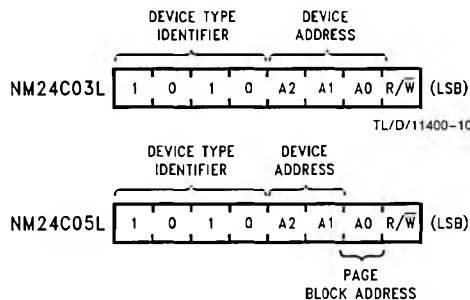 DEVICE TYPE IDENTIFIER DEVICE ADDRESS
NM24C03L 1 0 1 0 A2 A1 A0 R/W̅ (LSB)
TL/D/11400-10
DEVICE TYPE IDENTIFIER DEVICE ADDRESS
NM24C05L 1 0 1 0 A2 A1 A0 R/W̅ (LSB)
PAGE
BLOCK ADDRESS